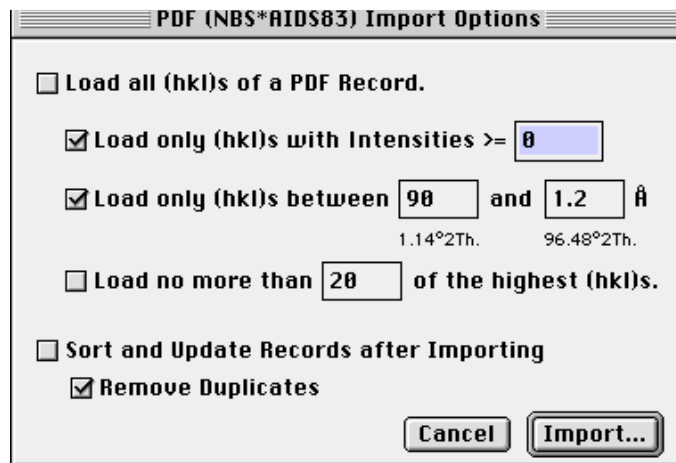 PDF (NBS*AIDS83) Import Options
Load all (hkl)s of a PDF Record.
Load only (hkl)s with Intensities >= 0
Load only (hkl)s between 90 and 1.2 Å
1.14°2Th. 96.48°2Th.
Load no more than 20 of the highest (hkl)s.
Sort and Update Records after Importing
Remove Duplicates
Cancel Import...